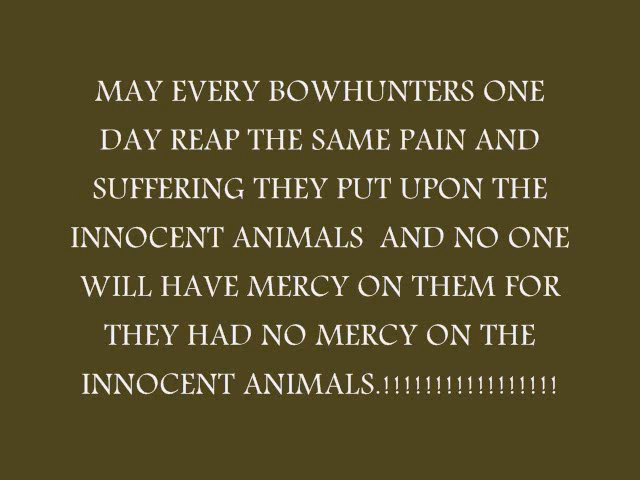 MAY EVERY BOWHUNTERS ONE
DAY REAP THE SAME PAIN AND
SUFFERING THEY PUT UPON THE
INNOCENT ANIMALS  AND NO ONE
WILL HAVE MERCY ON THEM FOR
THEY HAD NO MERCY ON THE
INNOCENT ANIMALS.!!!!!!!!!!!!!!!!!